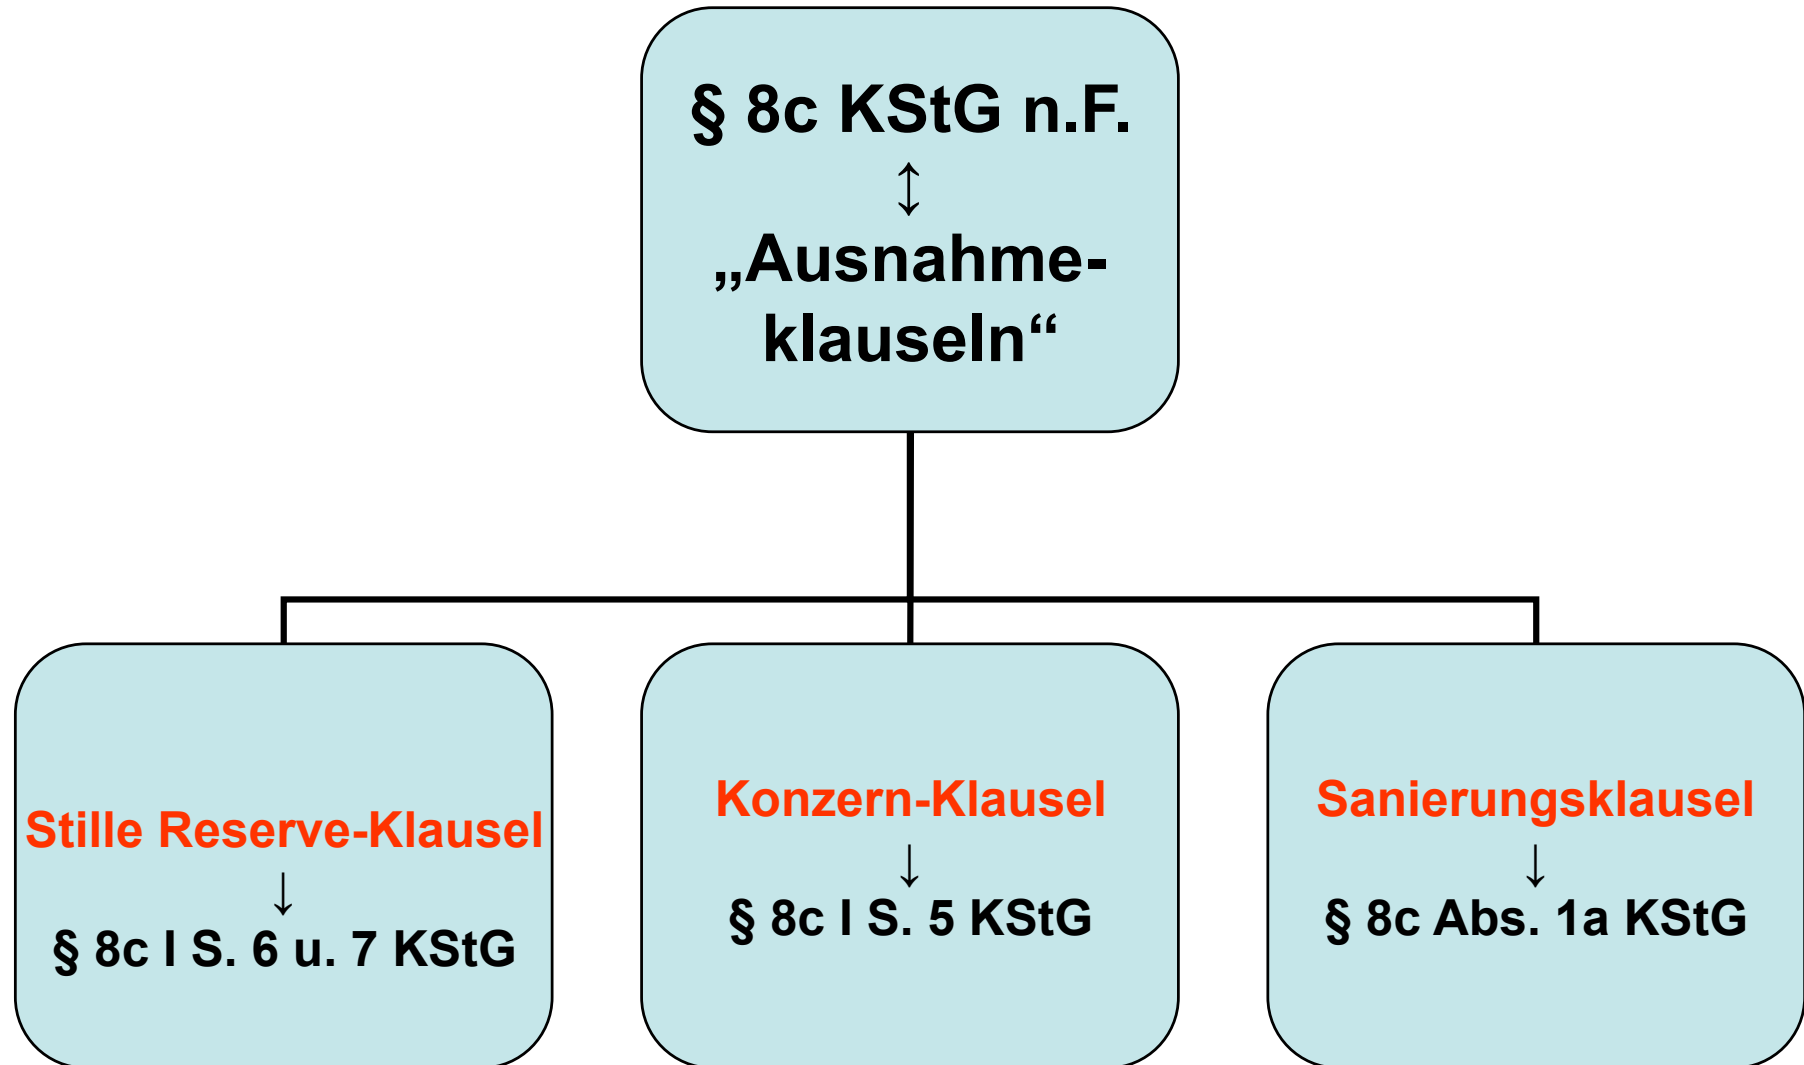 § 8c KStG n.F.
↕
„Ausnahme-
klauseln“
Stille Reserve-Klausel
↓
§ 8c I S. 6 u. 7 KStG
Konzern-Klausel
↓
§ 8c I S. 5 KStG
Sanierungsklausel
↓
§ 8c Abs. 1a KStG